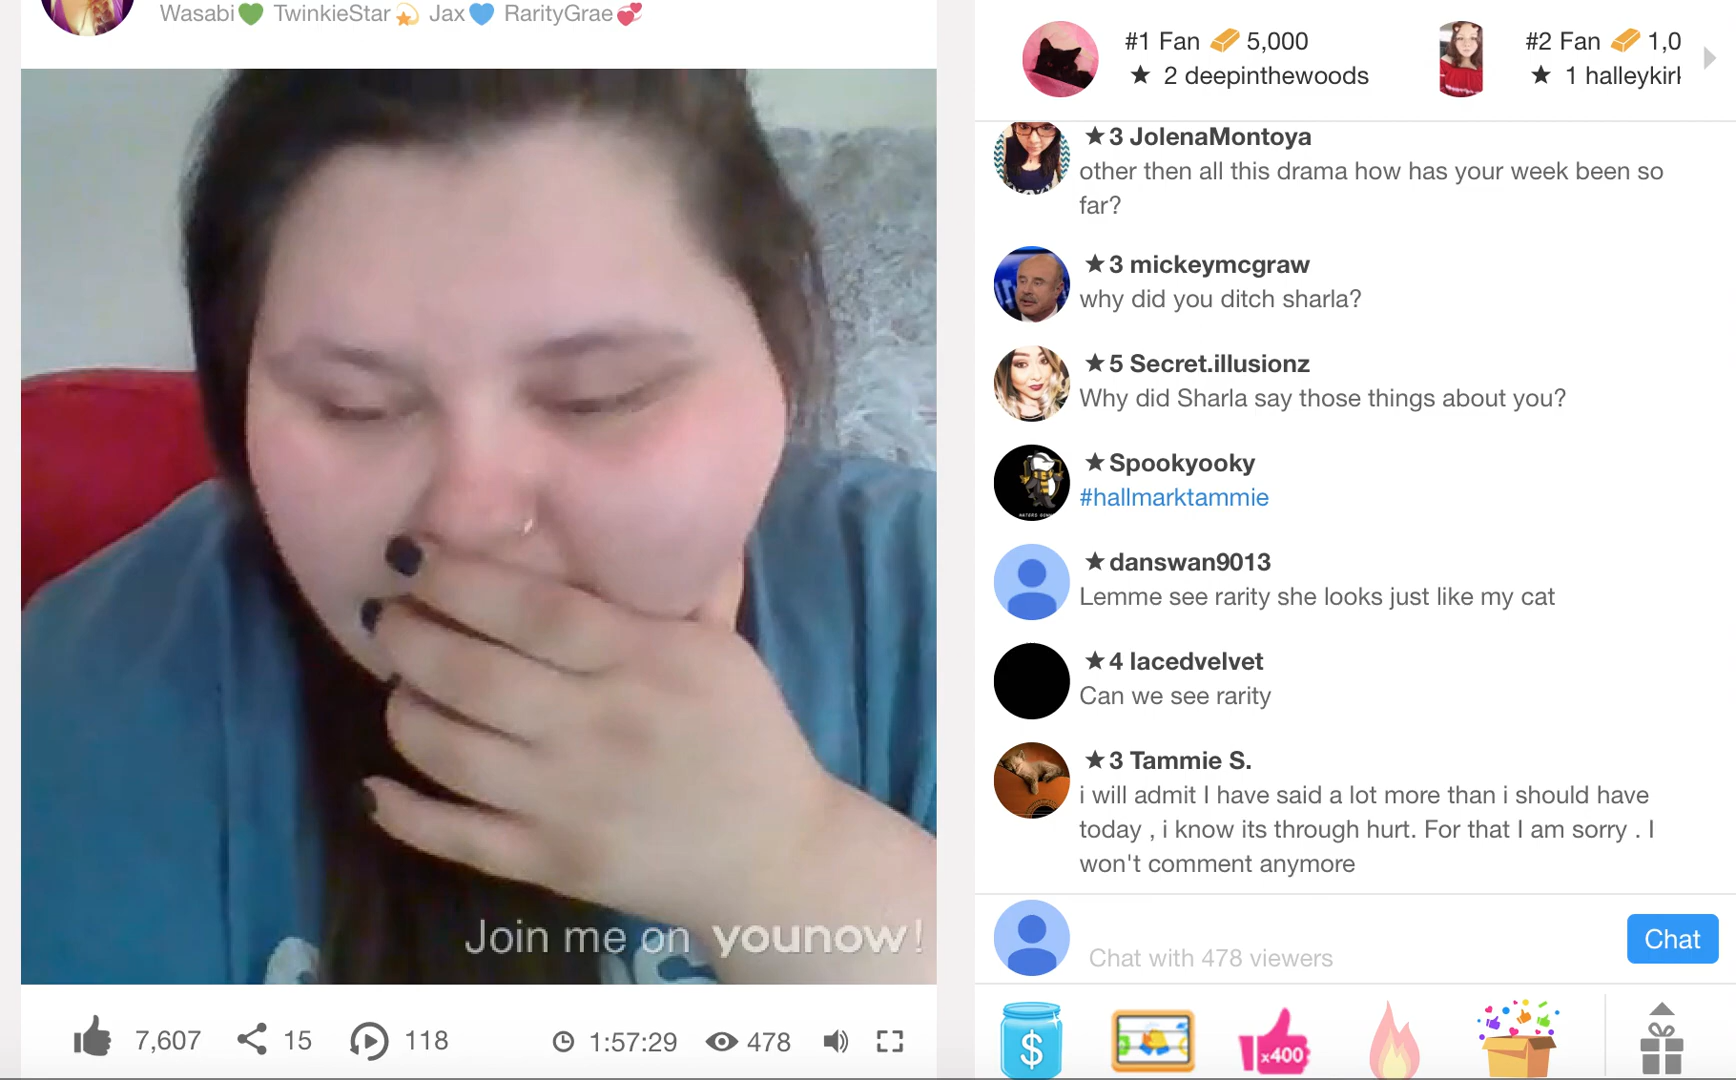 Wasabi💚 TwinkieStar💫 Jax💙 RarityGrae💞
Join me on younow!
7,607
15
118
1:57:29
478
#1 Fan 5,000
★ 2 deepinthewoods
#2 Fan 1,0
★ 1 halleykirk
★3 JolenaMontoya
other then all this drama how has your week been so
far?
★3 mickeymcgraw
why did you ditch sharla?
★5 Secret.illusionz
Why did Sharla say those things about you?
★Spookyooky
#hallmarktammie
★danswan9013
Lemme see rarity she looks just like my cat
★4 lacedvelvet
Can we see rarity
★3 Tammie S.
i will admit I have said a lot more than i should have
today , i know its through hurt. For that I am sorry . I
won't comment anymore
Chat with 478 viewers
Chat
$
x400